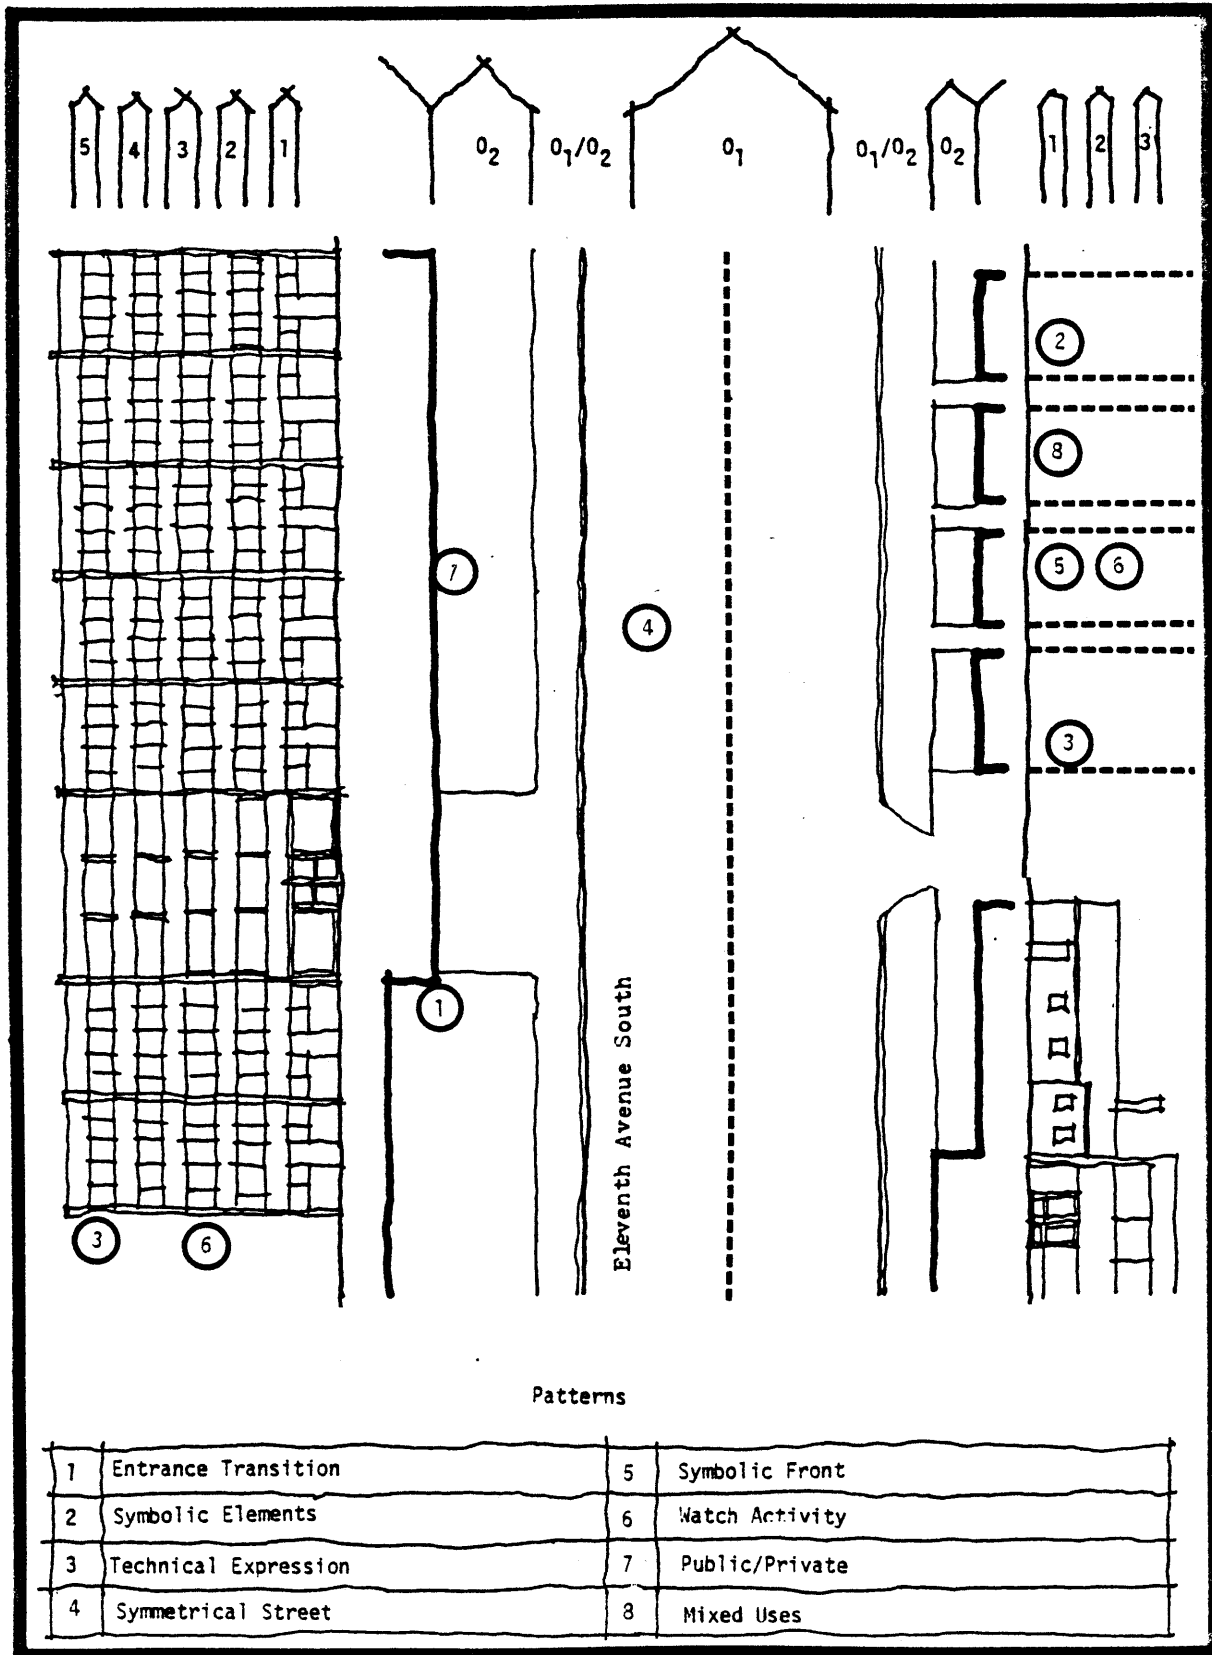 5 4 3 2 1 O₂ O₁/O₂ O₁ O₁/O₂ O₂ 1 2 3
2
8
7
5 6
4
3
1
Eleventh Avenue South
3 6
Patterns
1 Entrance Transition 5 Symbolic Front
2 Symbolic Elements 6 Watch Activity
3 Technical Expression 7 Public/Private
4 Symmetrical Street 8 Mixed Uses